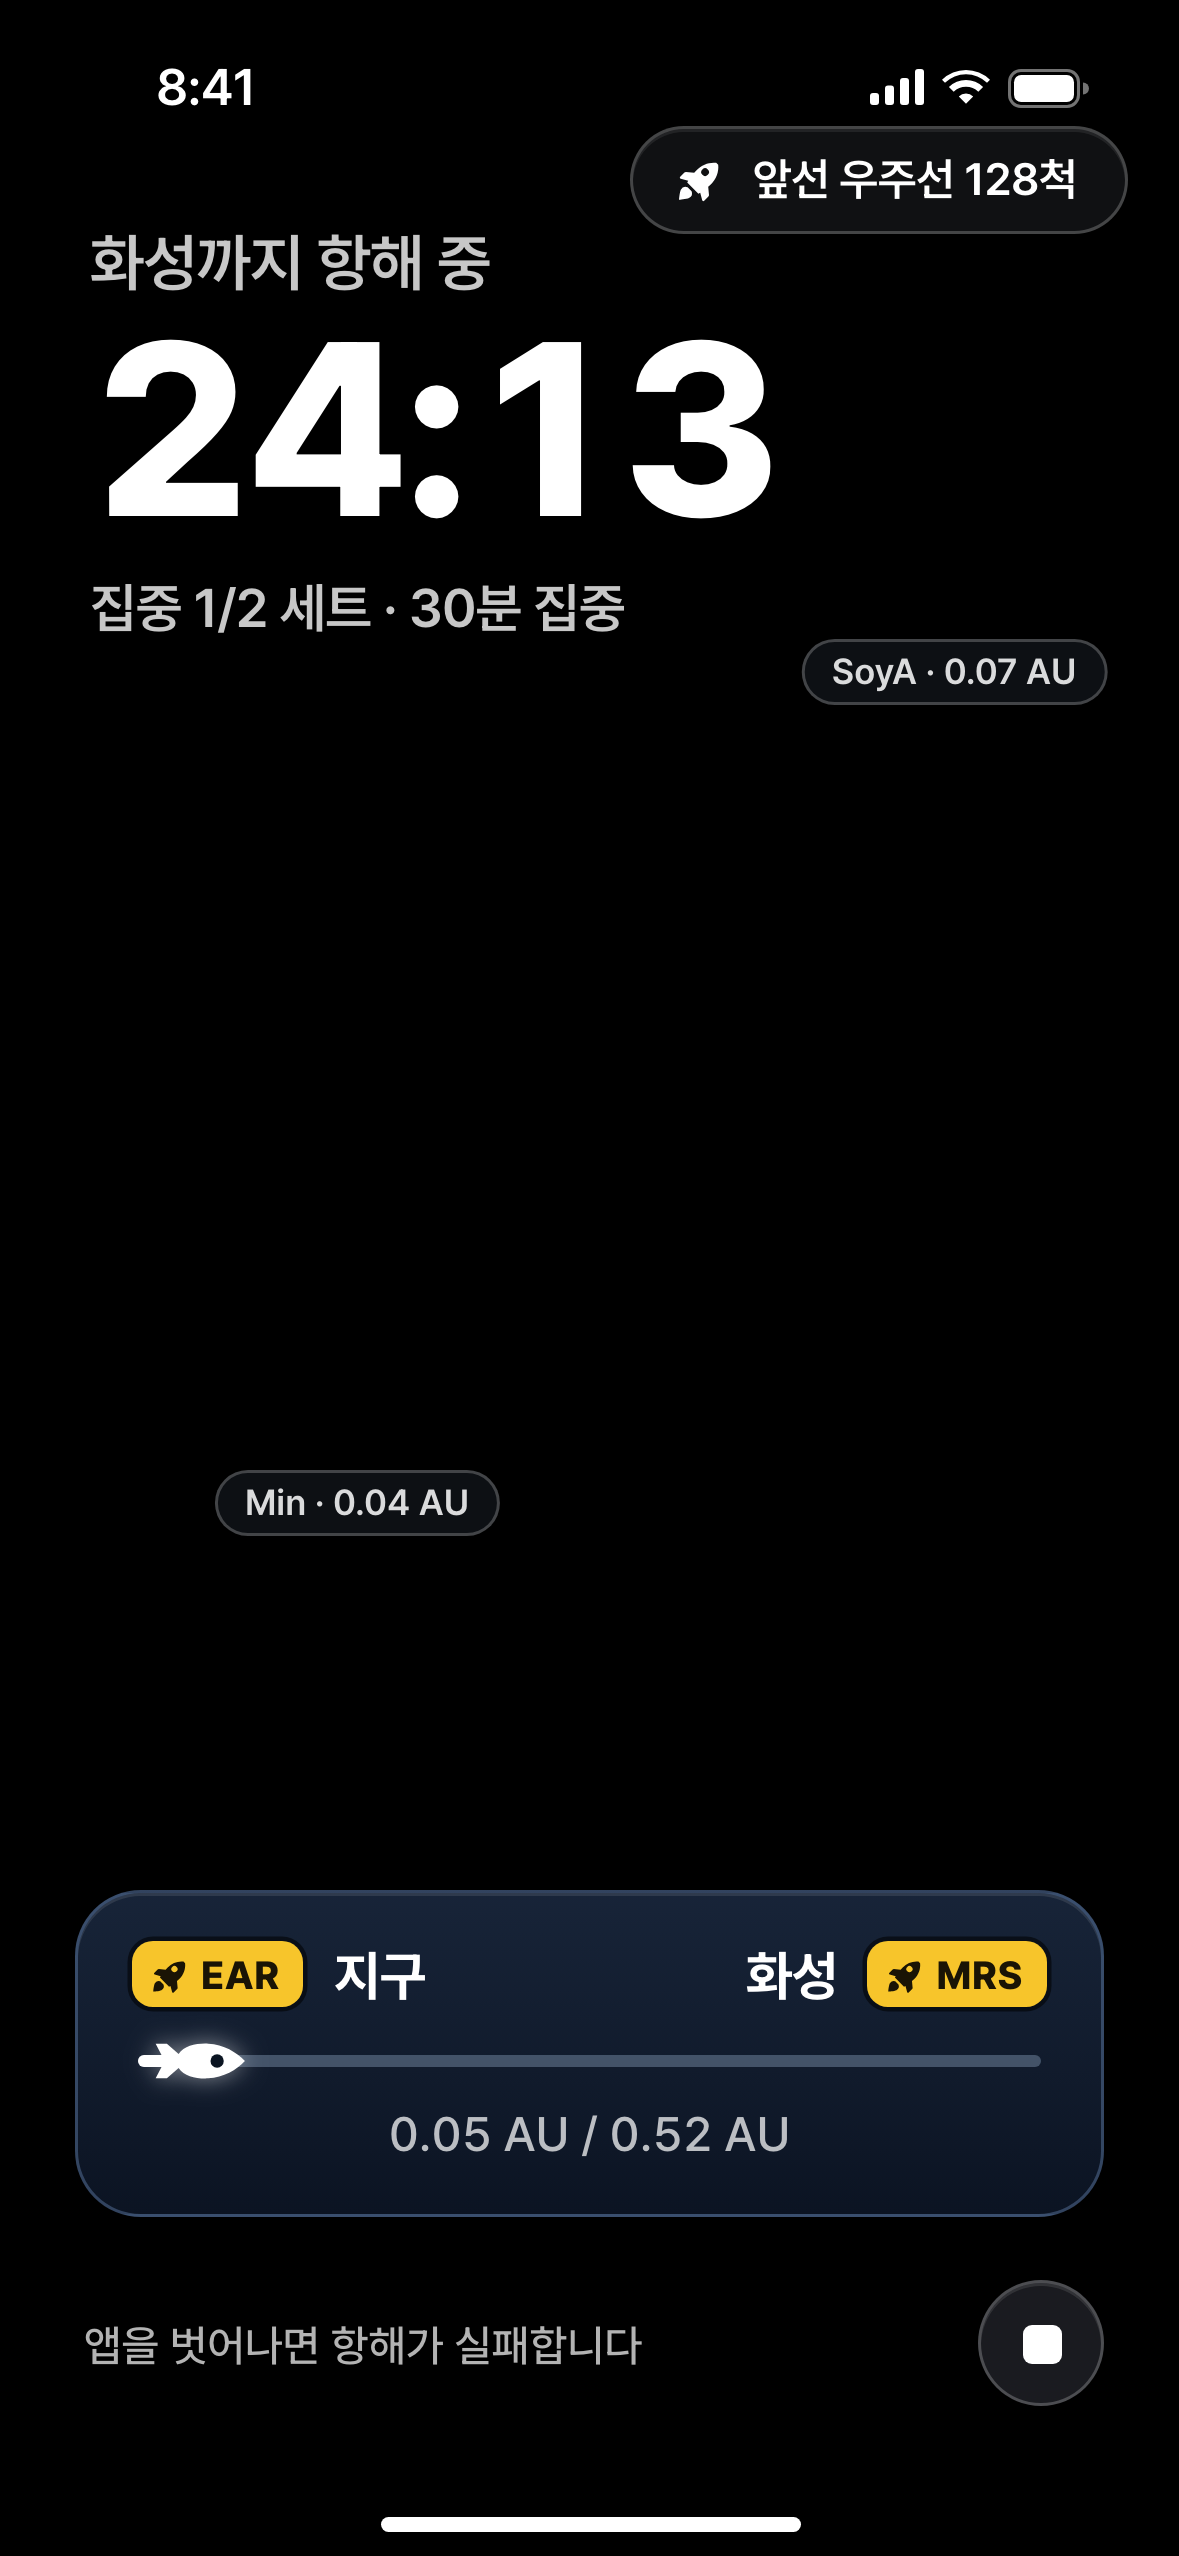 8:41
앞선 우주선 128척
화성까지 항해 중
24:13
집중 1/2 세트 · 30분 집중
SoyA · 0.07 AU
Min · 0.04 AU
EAR 지구 화성 MRS
0.05 AU / 0.52 AU
앱을 벗어나면 항해가 실패합니다